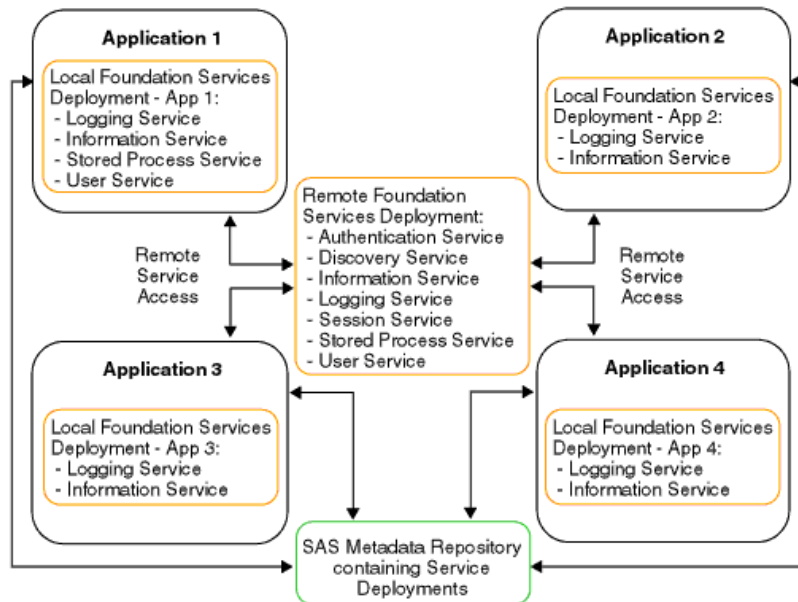 Application 1
Local Foundation Services
Deployment - App 1:
- Logging Service
- Information Service
- Stored Process Service
- User Service
Application 2
Local Foundation Services
Deployment - App 2:
- Logging Service
- Information Service
Remote Foundation
Services Deployment:
- Authentication Service
- Discovery Service
- Information Service
- Logging Service
- Session Service
- Stored Process Service
- User Service
Remote
Service
Access
Remote
Service
Access
Application 3
Local Foundation Services
Deployment - App 3:
- Logging Service
- Information Service
Application 4
Local Foundation Services
Deployment - App 4:
- Logging Service
- Information Service
SAS Metadata Repository
containing Service
Deployments